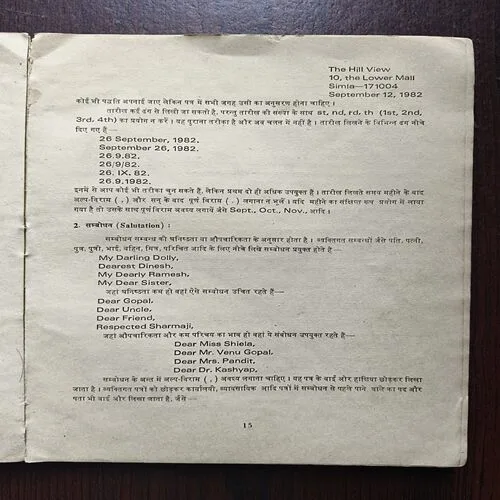 The Hill View
10, the Lower Mall
Simla—171004
September 12, 1982
कोई भी पद्धति अपनाई जाए लेकिन पत्र में सभी जगह उसी का अनुसरण होना चाहिए।
तारीख कई ढंग से लिखी जा सकती है, परन्तु तारीख की संख्या के साथ st, nd, rd, th (1st, 2nd,
3rd, 4th) का प्रयोग न करें। यह पुराना तरीका है और अब चलन में नहीं है। तारीख लिखने के विभिन्न ढंग नीचे
दिए गए हैं—
26 September, 1982.
September 26, 1982.
26.9.82.
26/9/82.
26. IX. 82.
26.9.1982.
इनमें से आप कोई भी तरीका चुन सकते हैं, लेकिन प्रथम दो ही अधिक उपयुक्त हैं। तारीख लिखते समय महीने के बाद
अल्प-विराम ( , ) और सन् के बाद पूर्ण विराम ( . ) लगाना न भूलें। यदि महीने का संक्षिप्त रूप प्रयोग में लाया
गया है तो उसके साथ पूर्ण विराम अवश्य लगायें जैसे Sept., Oct., Nov., आदि।
2. सम्बोधन (Salutation) :
सम्बोधन सम्बन्ध की घनिष्ठता या औपचारिकता के अनुसार होता है। व्यक्तिगत सम्बन्धों जैसे पति, पत्नी,
पुत्र, पुत्री, भाई, बहिन, मित्र, परिचित आदि के लिए नीचे लिखे सम्बोधन प्रयुक्त होते हैं—
My Darling Dolly,
Dearest Dinesh,
My Dearly Ramesh,
My Dear Sister,
जहां घनिष्ठता कम हो वहां ऐसे सम्बोधन उचित रहते हैं—
Dear Gopal,
Dear Uncle,
Dear Friend,
Respected Sharmaji,
जहां औपचारिकता और कम परिचय का भाव हो वहां ये संबोधन उपयुक्त रहते हैं—
Dear Miss Shiela,
Dear Mr. Venu Gopal,
Dear Mrs. Pandit,
Dear Dr. Kashyap,
सम्बोधन के अन्त में अल्प-विराम ( , ) अवश्य लगाना चाहिए। यह पत्र के बाईं ओर हाशिया छोड़कर लिखा
जाता है। व्यक्तिगत पत्रों को छोड़कर कार्यालयी, व्यावसायिक आदि पत्रों में सम्बोधन से पहले पाने वाले का पद और
पता भी बाईं ओर लिखा जाता है, जैसे—
15